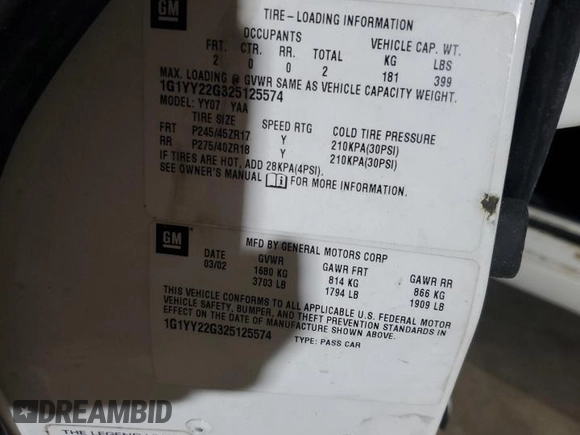 GM
TIRE-LOADING INFORMATION
OCCUPANTS VEHICLE CAP. WT.
FRT. CTR. RR. TOTAL KG LBS
2 0 0 2 181 399
MAX. LOADING @ GVWR SAME AS VEHICLE CAPACITY WEIGHT.
1G1YY22G325125574
MODEL: YY07 YAA
TIRE SIZE SPEED RTG COLD TIRE PRESSURE
FRT P245/45ZR17 Y 210KPA(30PSI)
RR P275/40ZR18 Y 210KPA(30PSI)
IF TIRES ARE HOT, ADD 28KPA(4PSI).
SEE OWNER'S MANUAL FOR MORE INFORMATION.
GM
MFD BY GENERAL MOTORS CORP
DATE GVWR GAWR FRT GAWR RR
03/02 1680 KG 814 KG 866 KG
3703 LB 1794 LB 1909 LB
THIS VEHICLE CONFORMS TO ALL APPLICABLE U.S. FEDERAL MOTOR
VEHICLE SAFETY, BUMPER, AND THEFT PREVENTION STANDARDS IN
EFFECT ON THE DATE OF MANUFACTURE SHOWN ABOVE.
1G1YY22G325125574
TYPE: PASS CAR
DREAMBID
THE LEGEND